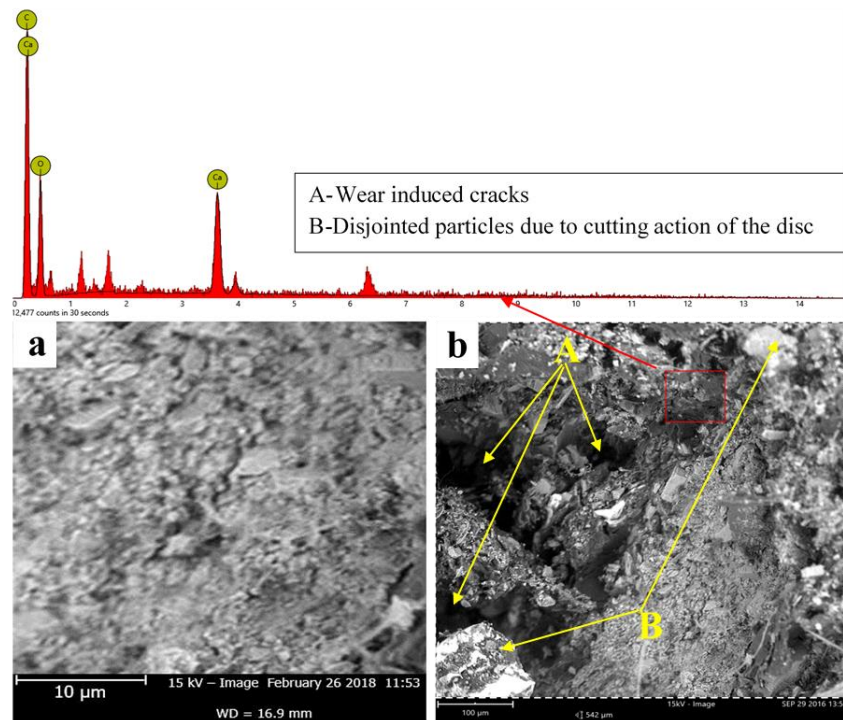 C
Ca
O
Ca
A-Wear induced cracks
B-Disjointed particles due to cutting action of the disc
0 1 2 3 4 5 6 7 8 9 10 11 12 13 14
12,477 counts in 30 seconds
a
b
A
B
10 µm
15 kV – Image February 26 2018 11:53
WD = 16.9 mm
100 µm
542 µm
15kV - Image
SEP 29 2016 13:5